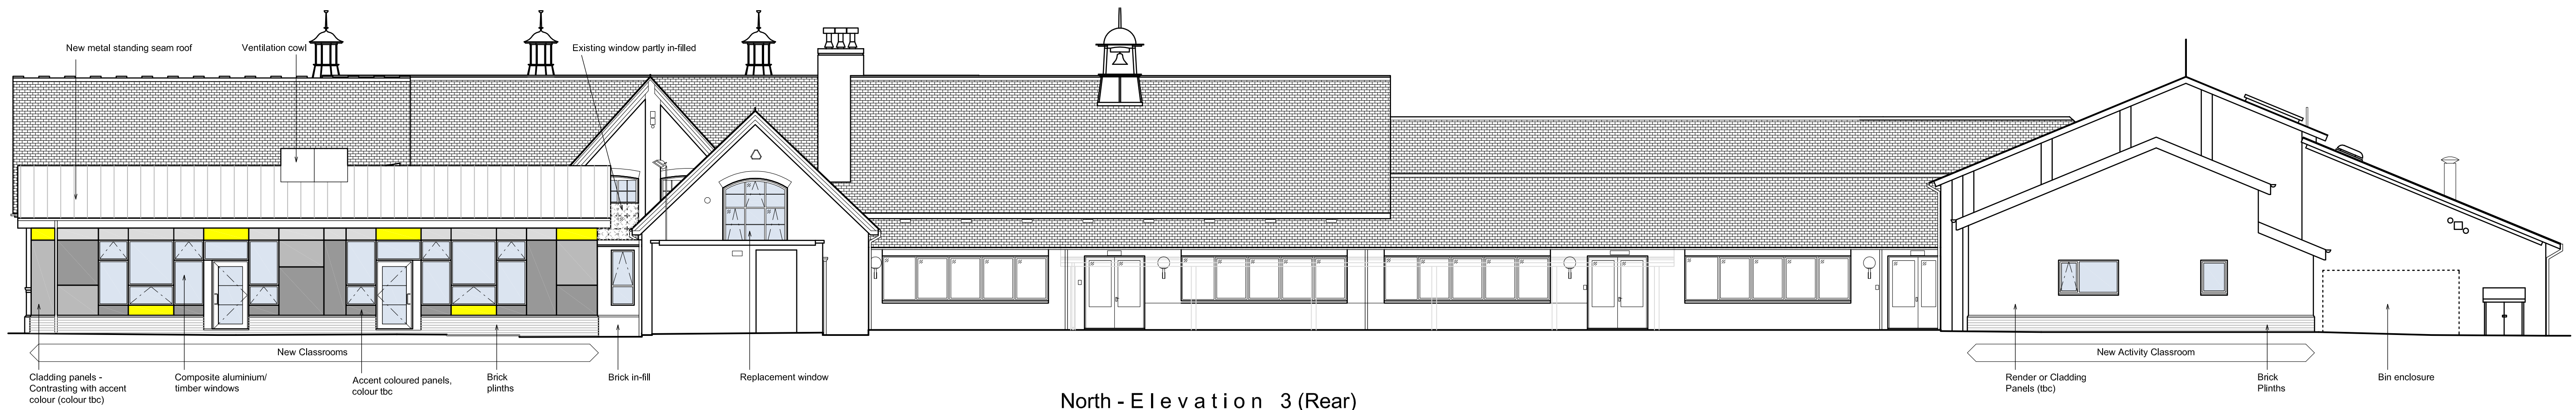 New metal standing seam roof
Ventilation cowl
Existing window partly in-filled
New Classrooms
New Activity Classroom
Cladding panels -
Contrasting with accent
colour (colour tbc)
Composite aluminium/
timber windows
Accent coloured panels,
colour tbc
Brick
plinths
Brick in-fill
Replacement window
Render or Cladding
Panels (tbc)
Brick
Plinths
Bin enclosure
North - Elevation 3 (Rear)